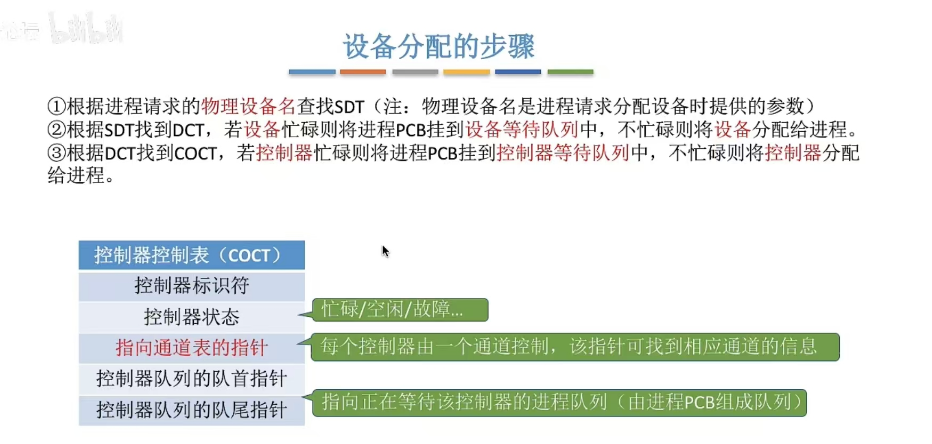 设备分配的步骤
①根据进程请求的物理设备名查找SDT（注：物理设备名是进程请求分配设备时提供的参数）
②根据SDT找到DCT，若设备忙碌则将进程PCB挂到设备等待队列中，不忙碌则将设备分配给进程。
③根据DCT找到COCT，若控制器忙碌则将进程PCB挂到控制器等待队列中，不忙碌则将控制器分配
给进程。
控制器控制表（COCT）
控制器标识符
控制器状态
忙碌/空闲/故障...
指向通道表的指针
每个控制器由一个通道控制，该指针可找到相应通道的信息
控制器队列的队首指针
控制器队列的队尾指针
指向正在等待该控制器的进程队列（由进程PCB组成队列）